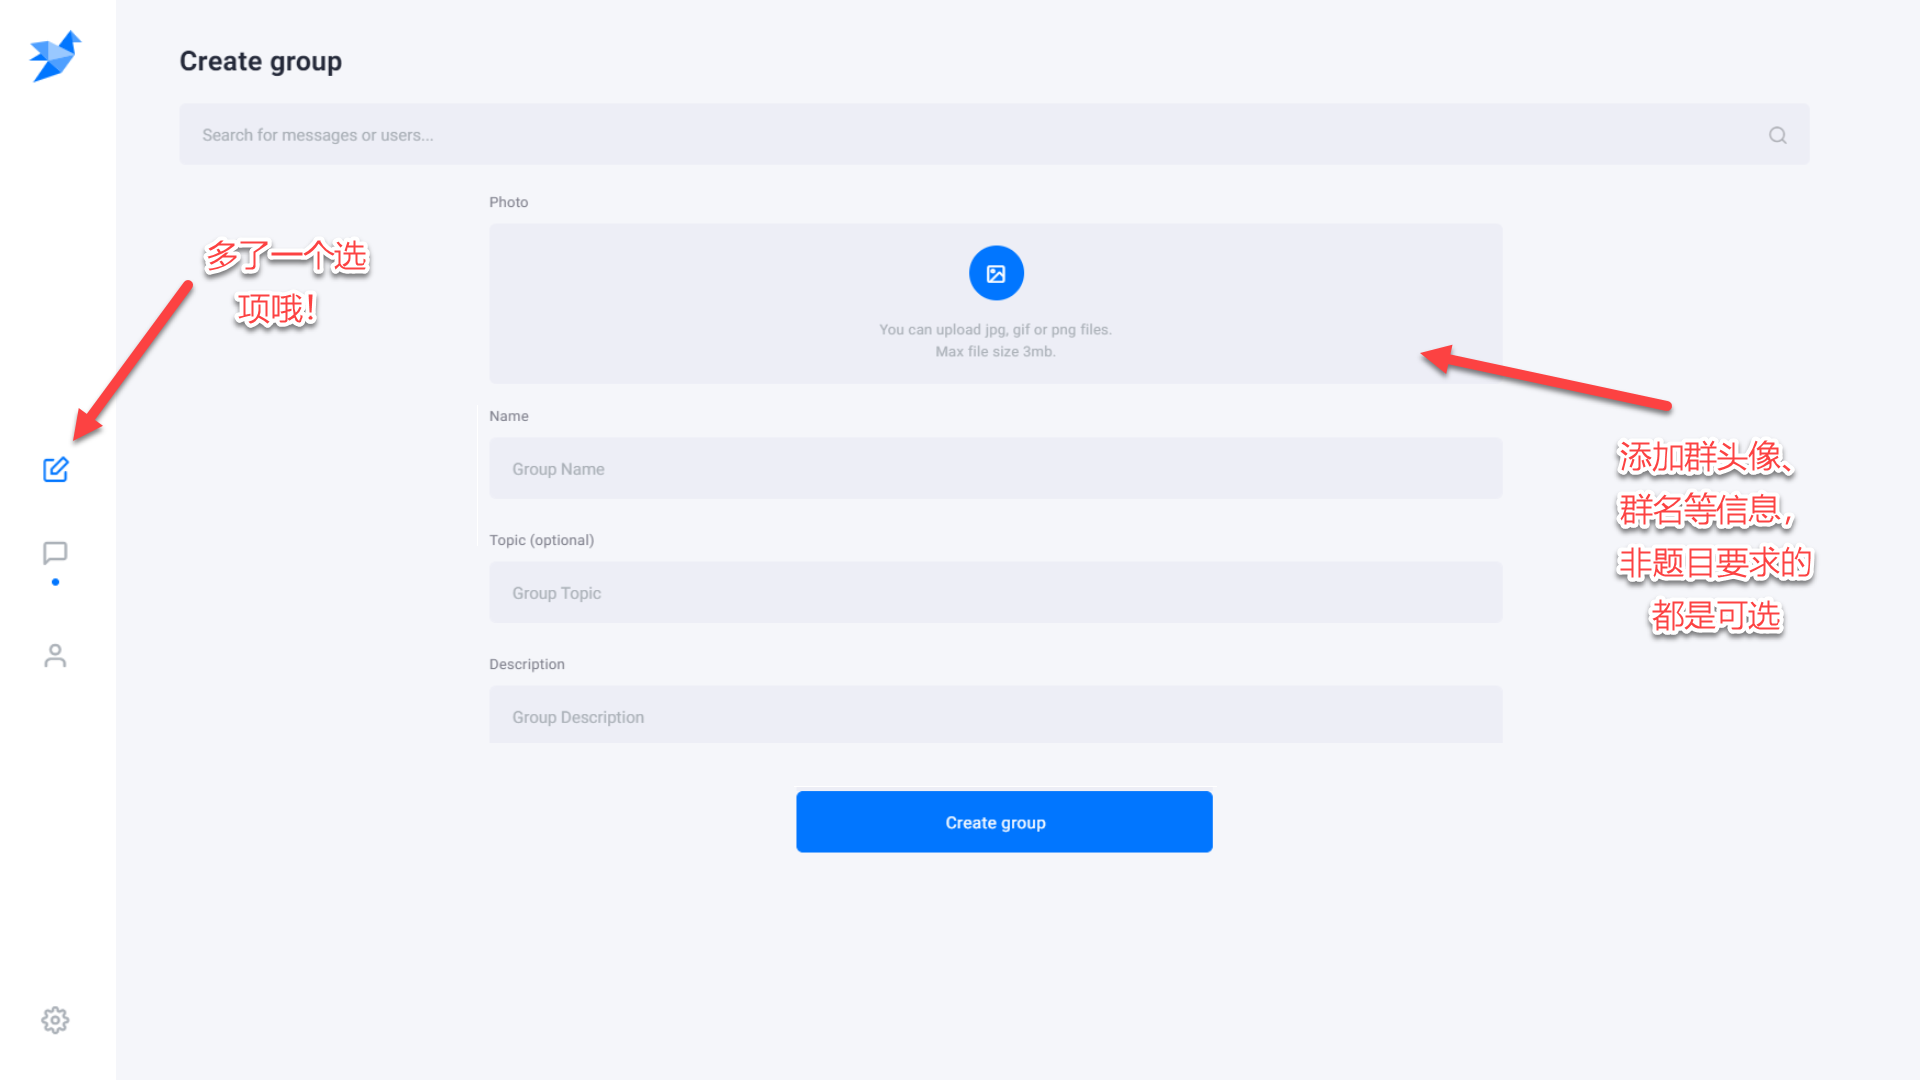 Create group
Search for messages or users...
Photo
多了一个选
项哦！
You can upload jpg, gif or png files.
Max file size 3mb.
Name
Group Name
添加群头像、
群名等信息，
非题目要求的
都是可选
Topic (optional)
Group Topic
Description
Group Description
Create group